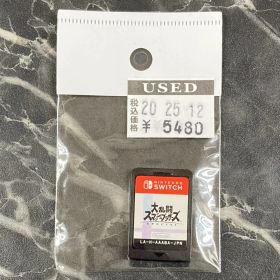 USED
税込価格
20 25 12
¥ 5480
NINTENDO
SWITCH
大乱闘
スマッシュブラザーズ
SPECIAL
LA-H-AAABA-JPN